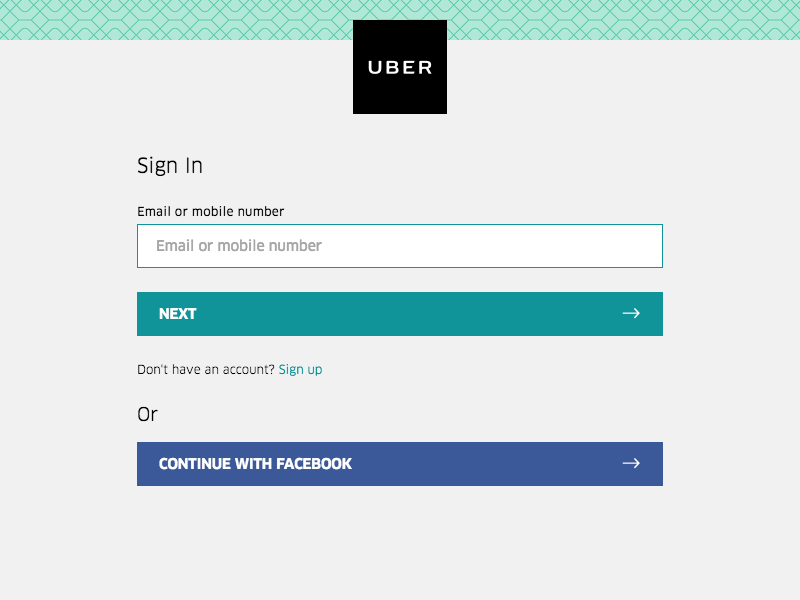 UBER
Sign In
Email or mobile number
Email or mobile number
NEXT
Don't have an account? Sign up
Or
CONTINUE WITH FACEBOOK